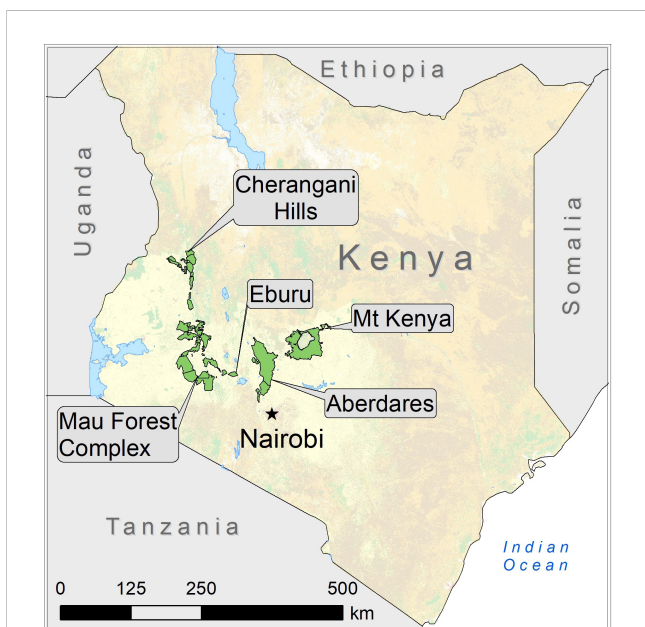 Ethiopia
Uganda
Cherangani
Hills
Kenya
Somalia
Eburu
Mt Kenya
Aberdares
Mau Forest
Complex
Nairobi
Tanzania
Indian
Ocean
0 125 250 500
km